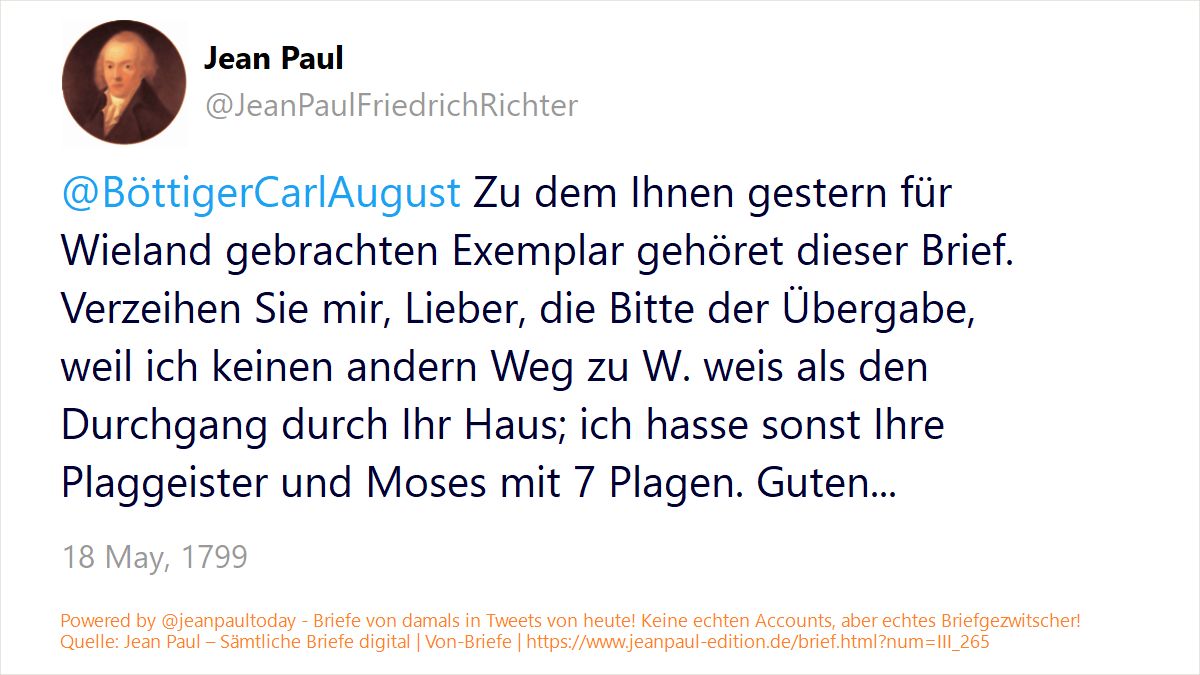 Jean Paul
@JeanPaulFriedrichRichter
@BöttigerCarlAugust Zu dem Ihnen gestern für
Wieland gebrachten Exemplar gehöret dieser Brief.
Verzeihen Sie mir, Lieber, die Bitte der Übergabe,
weil ich keinen andern Weg zu W. weis als den
Durchgang durch Ihr Haus; ich hasse sonst Ihre
Plaggeister und Moses mit 7 Plagen. Guten...
18 May, 1799
Powered by @jeanpaultoday - Briefe von damals in Tweets von heute! Keine echten Accounts, aber echtes Briefgezwitscher!
Quelle: Jean Paul – Sämtliche Briefe digital | Von-Briefe | https://www.jeanpaul-edition.de/brief.html?num=III_265